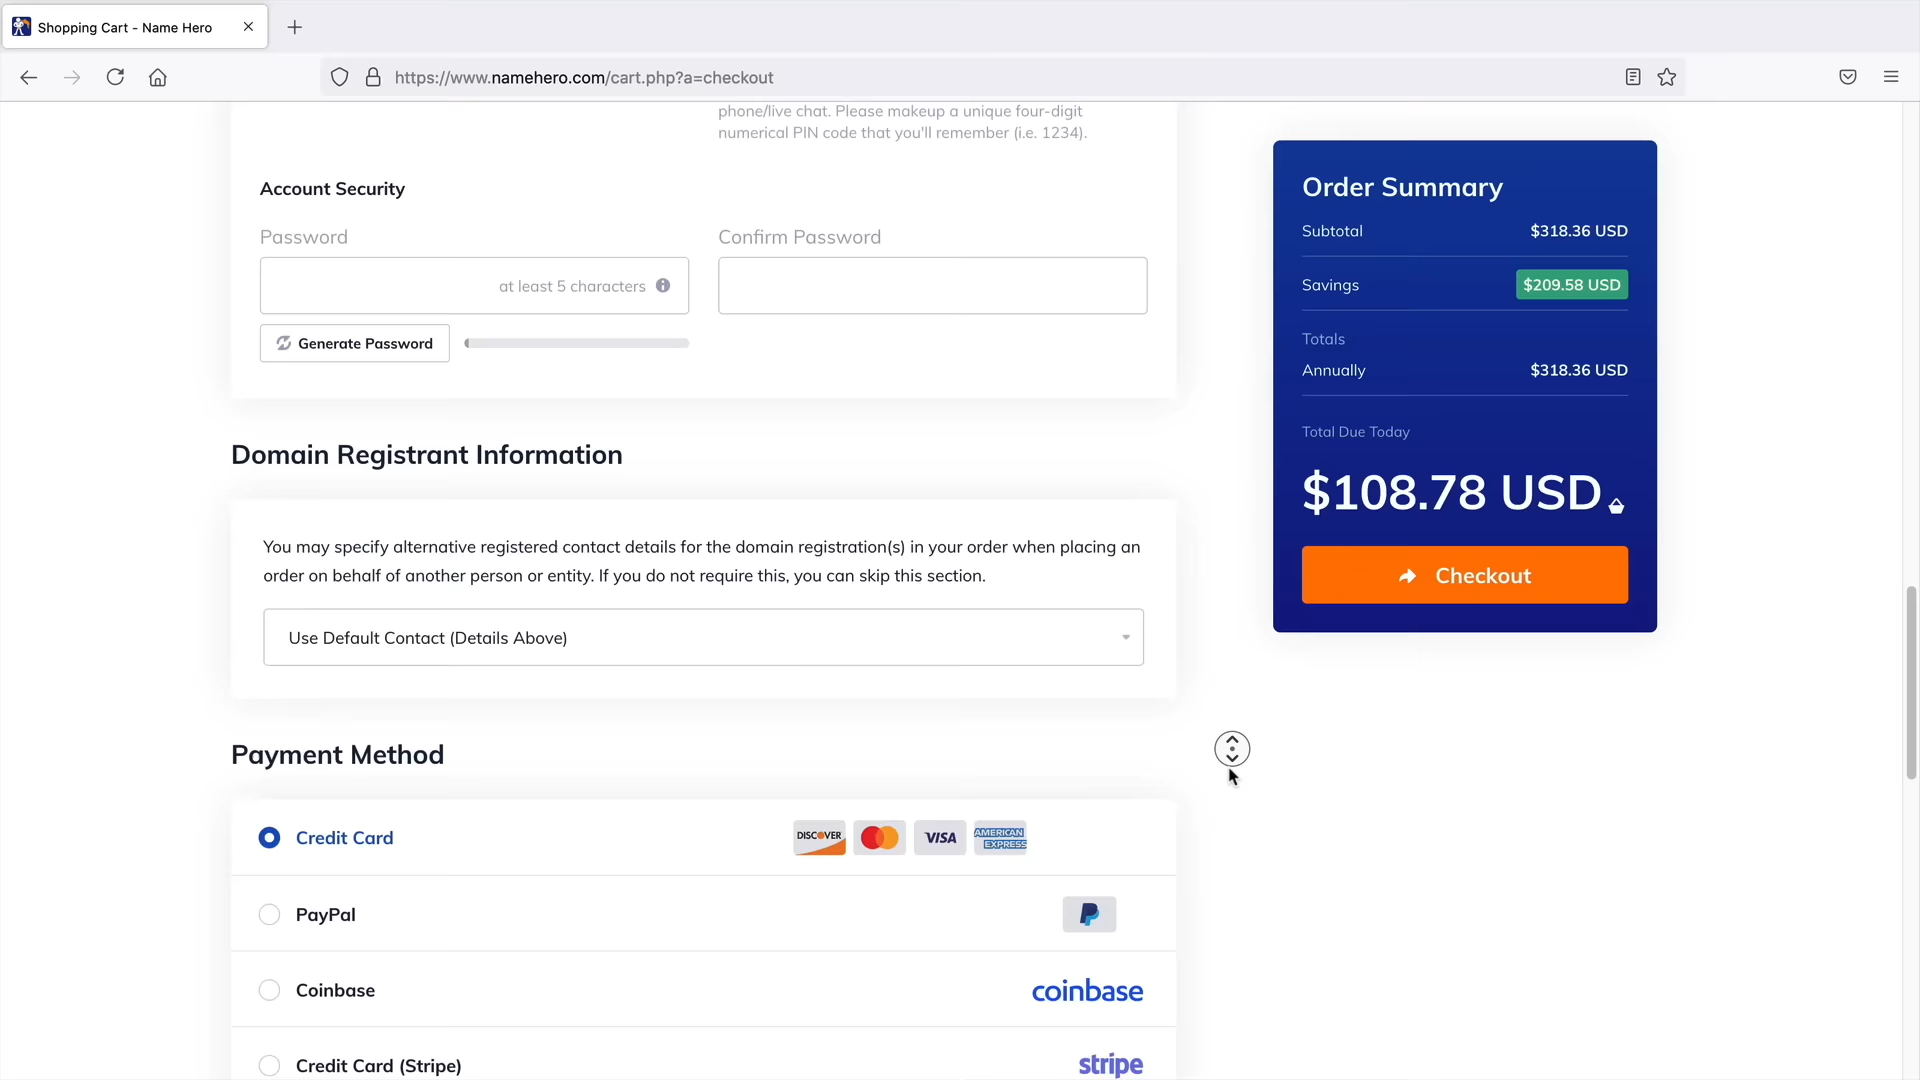 Shopping Cart - Name Hero
https://www.namehero.com/cart.php?a=checkout
phone/live chat. Please makeup a unique four-digit
numerical PIN code that you'll remember (i.e. 1234).
Account Security
Password
Confirm Password
at least 5 characters
Generate Password
Domain Registrant Information
You may specify alternative registered contact details for the domain registration(s) in your order when placing an
order on behalf of another person or entity. If you do not require this, you can skip this section.
Use Default Contact (Details Above)
Payment Method
Credit Card
DISCOVER
VISA
AMERICAN
EXPRESS
PayPal
Coinbase
coinbase
Credit Card (Stripe)
stripe
Order Summary
Subtotal $318.36 USD
Savings $209.58 USD
Totals
Annually $318.36 USD
Total Due Today
$108.78 USD
Checkout